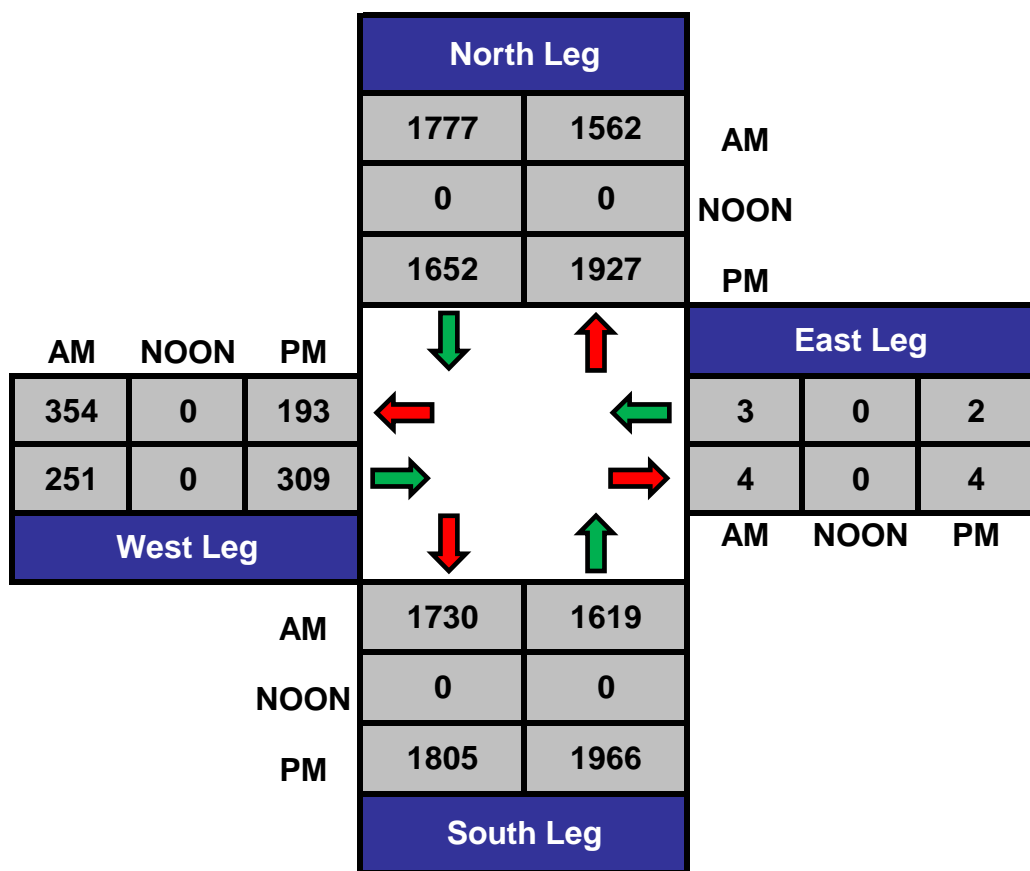 North Leg
1777 1562 AM
0 0 NOON
1652 1927 PM
AM NOON PM
East Leg
354 0 193
3 0 2
251 0 309
4 0 4
West Leg
AM NOON PM
AM 1730 1619
NOON 0 0
PM 1805 1966
South Leg